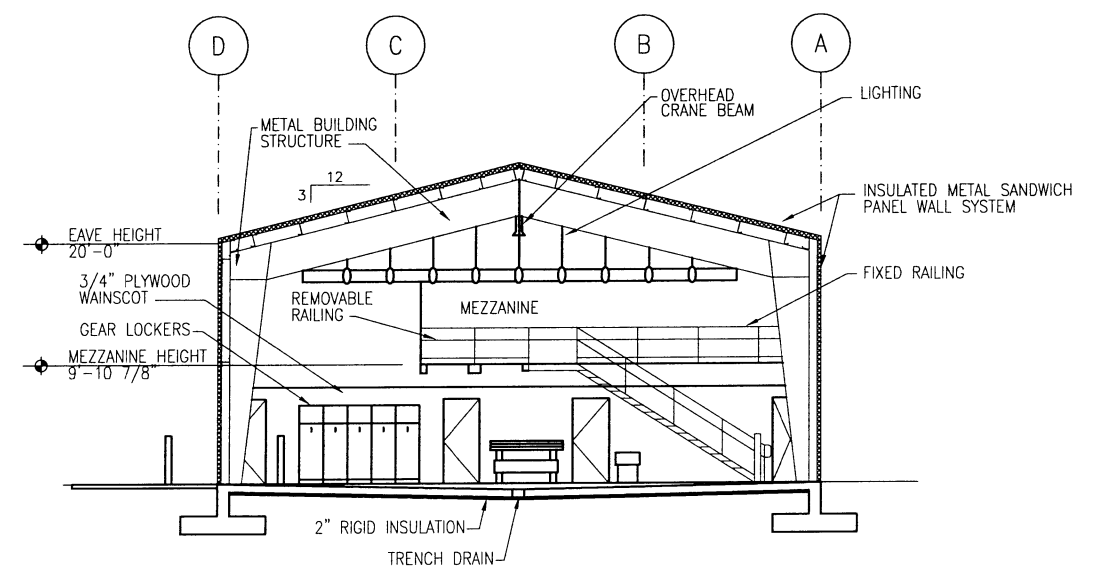 D
C
B
A
OVERHEAD
CRANE BEAM
LIGHTING
METAL BUILDING
STRUCTURE
12
3
INSULATED METAL SANDWICH
PANEL WALL SYSTEM
EAVE HEIGHT
20'-0"
3/4" PLYWOOD
WAINSCOT
REMOVABLE
RAILING
MEZZANINE
FIXED RAILING
GEAR LOCKERS
MEZZANINE HEIGHT
9'-10 7/8"
2" RIGID INSULATION
TRENCH DRAIN